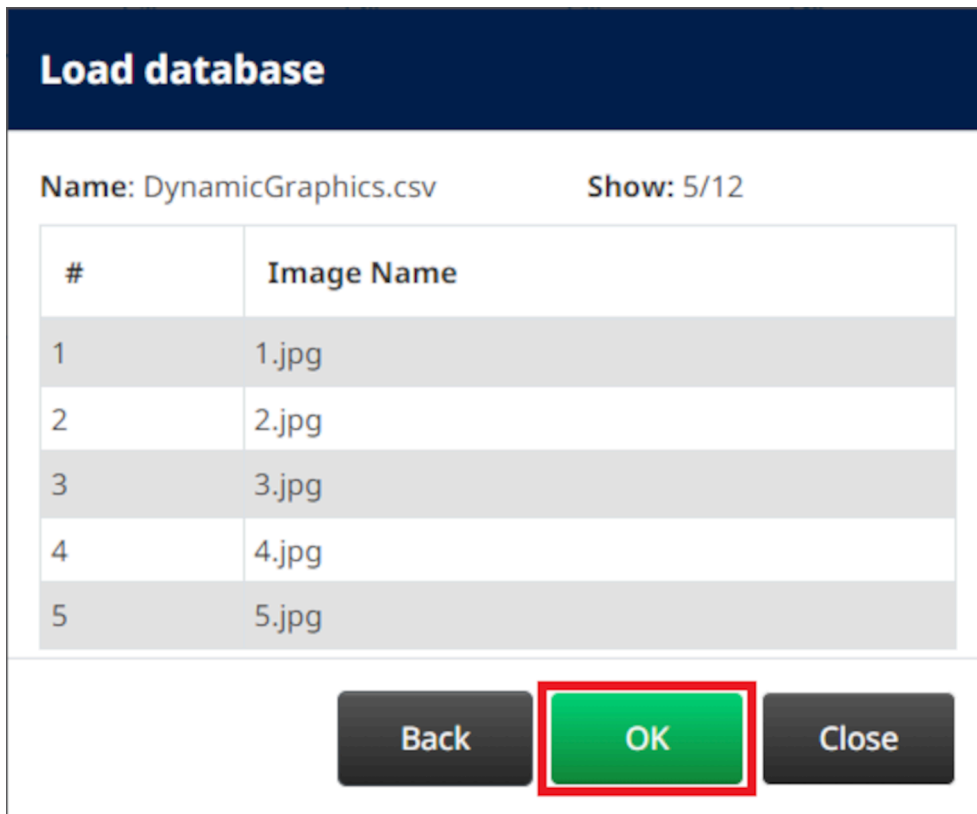 Load database
Name: DynamicGraphics.csv Show: 5/12
# Image Name
1 1.jpg
2 2.jpg
3 3.jpg
4 4.jpg
5 5.jpg
Back OK Close